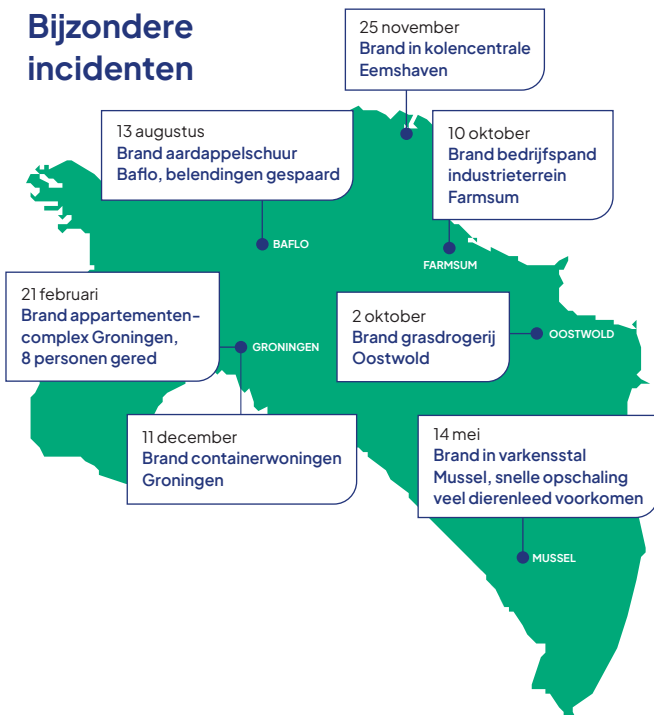 Bijzondere
incidenten
25 november
Brand in kolencentrale
Eemshaven
13 augustus
Brand aardappelschuur
Baflo, belendingen gespaard
10 oktober
Brand bedrijfspand
industrieterrein
Farmsum
BAFLO
FARMSUM
21 februari
Brand appartementen-
complex Groningen,
8 personen gered
GRONINGEN
2 oktober
Brand grasdrogerij
Oostwold
OOSTWOLD
11 december
Brand containerwoningen
Groningen
14 mei
Brand in varkensstal
Mussel, snelle opschaling
veel dierenleed voorkomen
MUSSEL